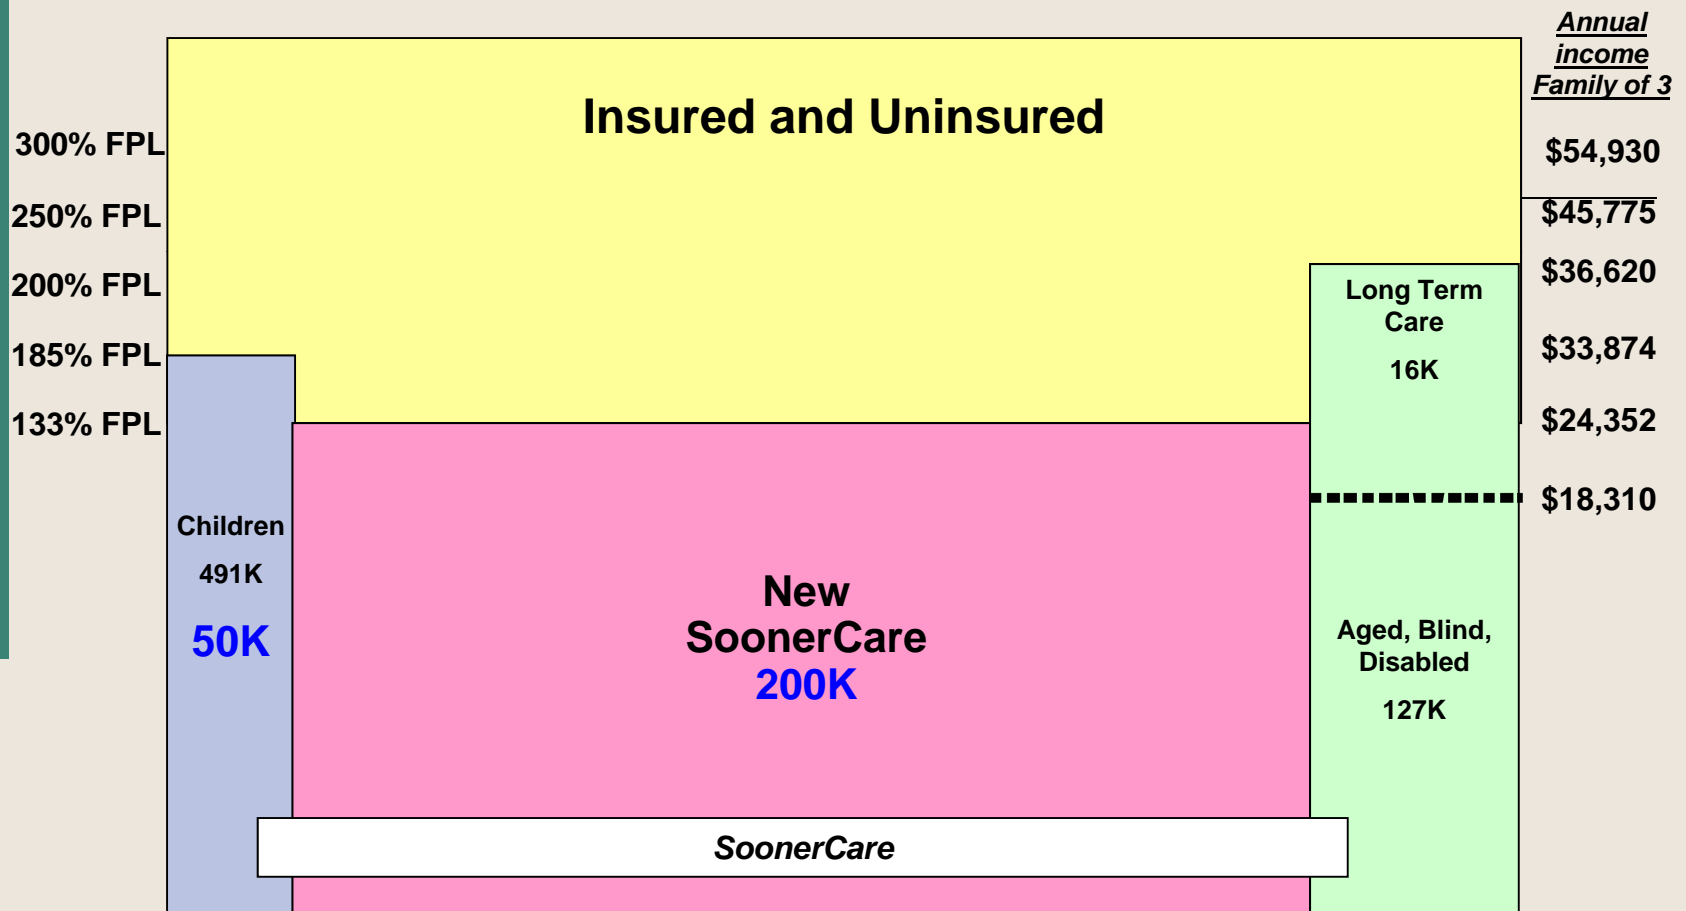 Annual
income
Family of 3
Insured and Uninsured
300% FPL
$54,930
250% FPL
$45,775
200% FPL
$36,620
Long Term
Care
16K
185% FPL
$33,874
133% FPL
$24,352
$18,310
Children
491K
50K
New
SoonerCare
200K
Aged, Blind,
Disabled
127K
SoonerCare